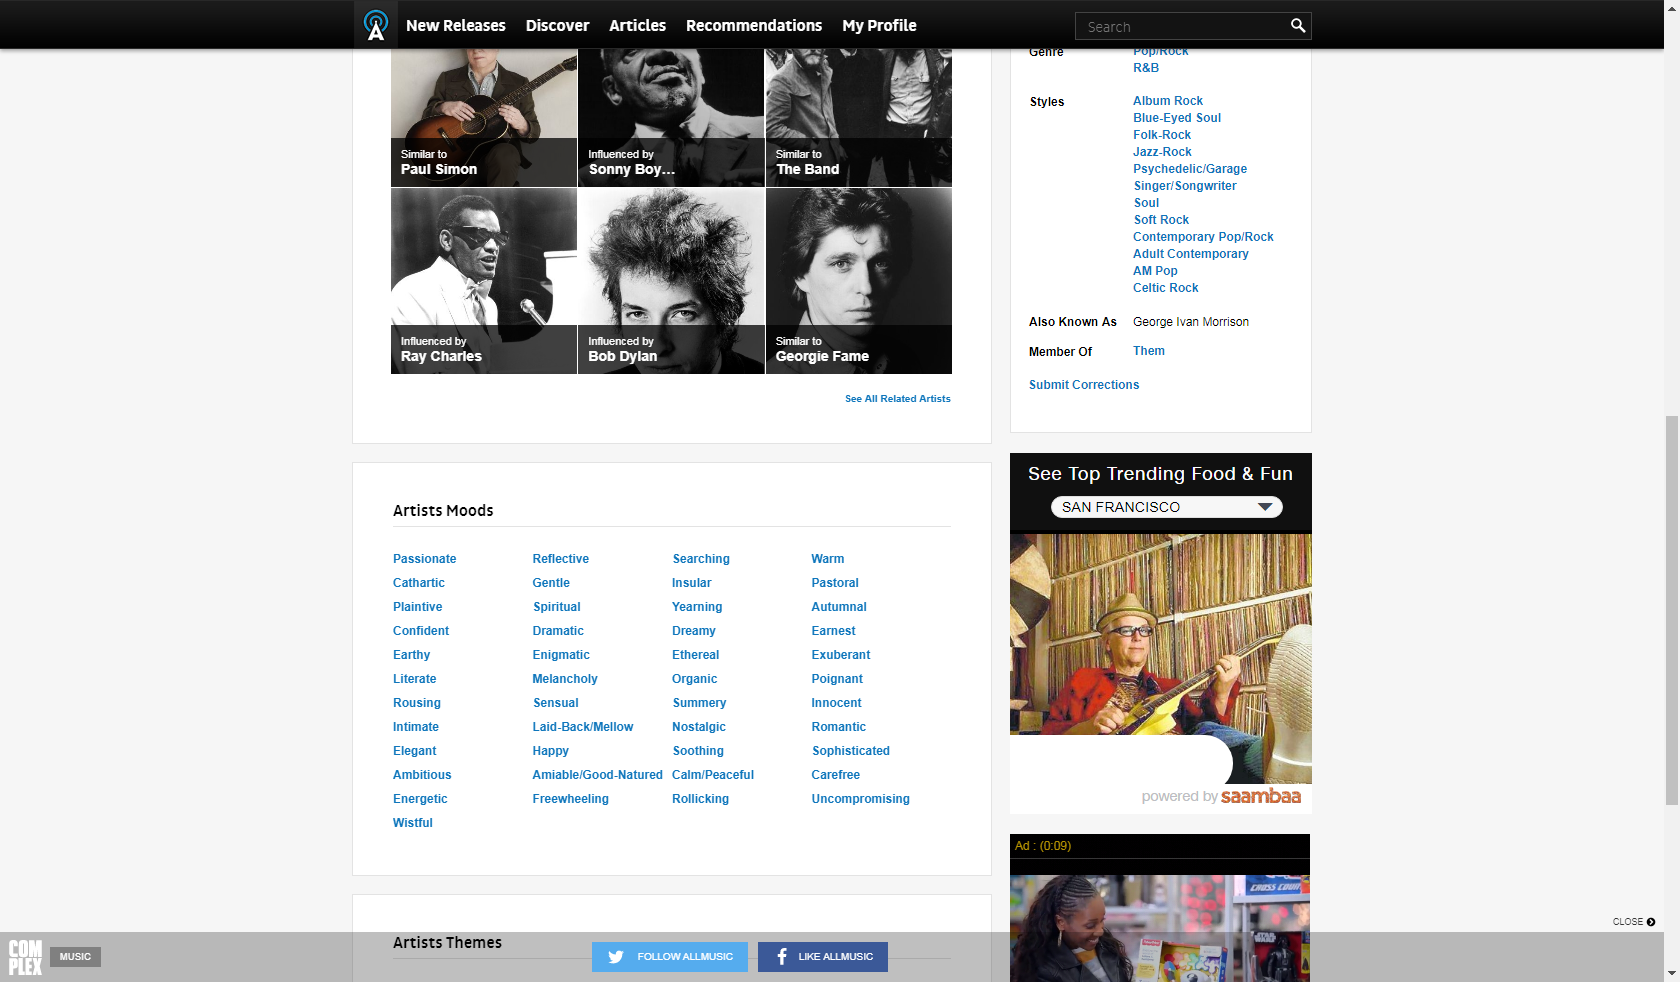 New Releases Discover Articles Recommendations My Profile Search
Similar to
Paul Simon
Influenced by
Sonny Boy...
Similar to
The Band
Influenced by
Ray Charles
Influenced by
Bob Dylan
Similar to
Georgie Fame
See All Related Artists
Genre Pop/Rock
R&B
Styles Album Rock
Blue-Eyed Soul
Folk-Rock
Jazz-Rock
Psychedelic/Garage
Singer/Songwriter
Soul
Soft Rock
Contemporary Pop/Rock
Adult Contemporary
AM Pop
Celtic Rock
Also Known As George Ivan Morrison
Member Of Them
Submit Corrections
Artists Moods
Passionate Reflective Searching Warm
Cathartic Gentle Insular Pastoral
Plaintive Spiritual Yearning Autumnal
Confident Dramatic Dreamy Earnest
Earthy Enigmatic Ethereal Exuberant
Literate Melancholy Organic Poignant
Rousing Sensual Summery Innocent
Intimate Laid-Back/Mellow Nostalgic Romantic
Elegant Happy Soothing Sophisticated
Ambitious Amiable/Good-Natured Calm/Peaceful Carefree
Energetic Freewheeling Rollicking Uncompromising
Wistful
See Top Trending Food & Fun
SAN FRANCISCO
powered by saambaa
Ad : (0:09)
CROSS COUN
STAR
WARS
CLOSE
Artists Themes
COM
PLEX
MUSIC
FOLLOW ALLMUSIC
LIKE ALLMUSIC